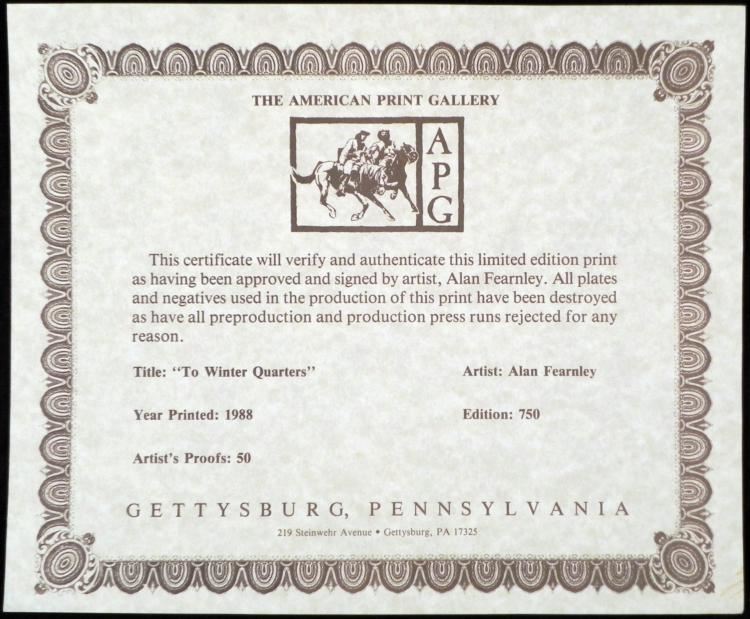 THE AMERICAN PRINT GALLERY
A
P
G
This certificate will verify and authenticate this limited edition print
as having been approved and signed by artist, Alan Fearnley. All plates
and negatives used in the production of this print have been destroyed
as have all preproduction and production press runs rejected for any
reason.
Title: “To Winter Quarters” Artist: Alan Fearnley
Year Printed: 1988 Edition: 750
Artist's Proofs: 50
GETTYSBURG, PENNSYLVANIA
219 Steinwehr Avenue • Gettysburg, PA 17325